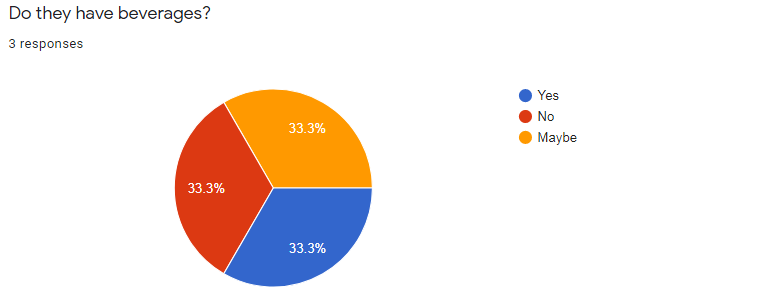 Do they have beverages?
3 responses
Yes
No
Maybe
33.3%
33.3%
33.3%